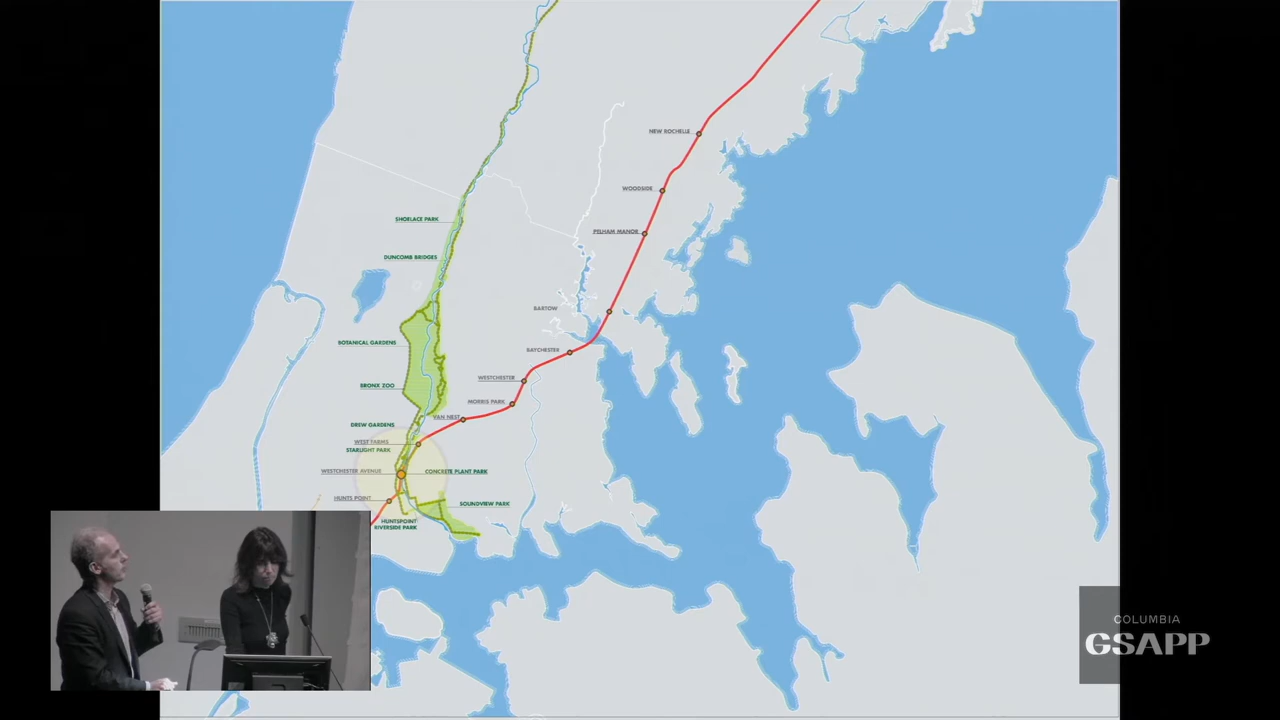 NEW ROCHELLE
WOODSIDE
SHOELACE PARK
PELHAM MANOR
DUNCOMB BRIDGES
BARTOW
BOTANICAL GARDENS
BAYCHESTER
WESTCHESTER
BRONX ZOO
MORRIS PARK
VAN NEST
DREW GARDENS
WEST FARMS
STARLIGHT PARK
WESTCHESTER AVENUE
CONCRETE PLANT PARK
HUNTS POINT
SOUNDVIEW PARK
HUNTSPOINT
RIVERSIDE PARK
COLUMBIA
GSAPP